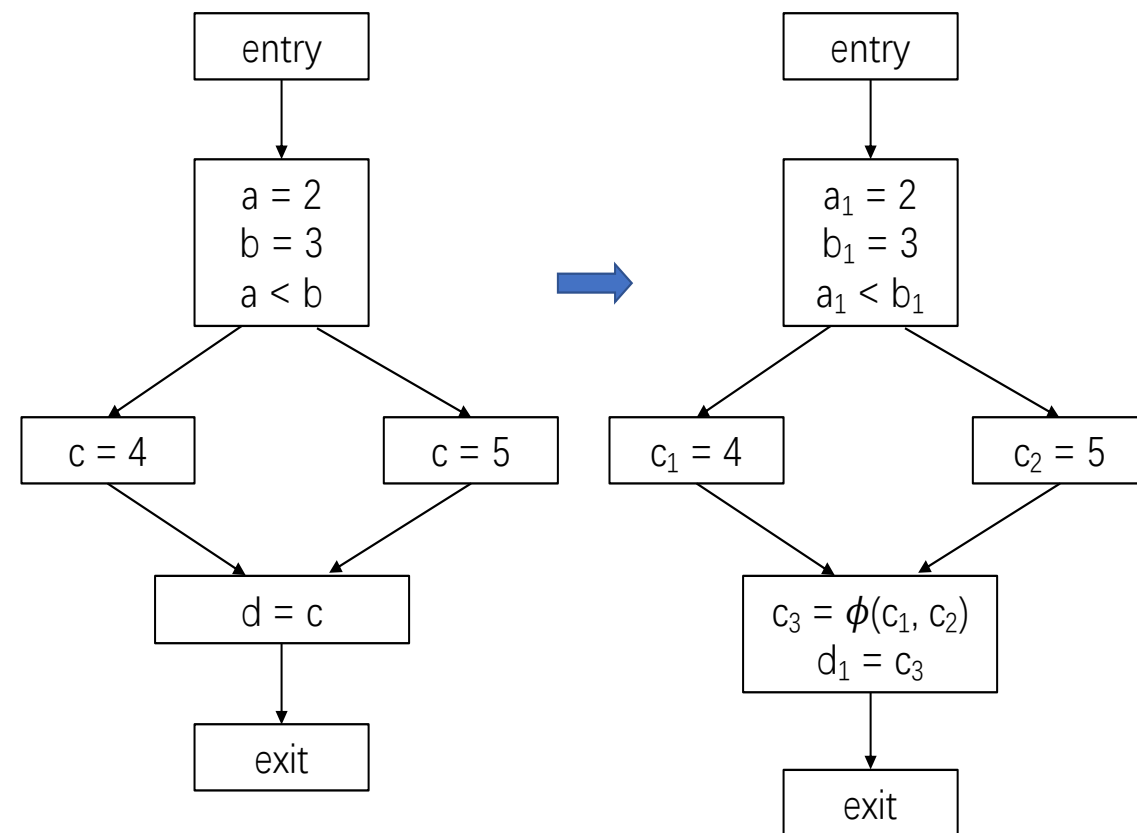 entry
a = 2
b = 3
a < b
c = 4
c = 5
d = c
exit
entry
a₁ = 2
b₁ = 3
a₁ < b₁
c₁ = 4
c₂ = 5
c₃ = ϕ(c₁, c₂)
d₁ = c₃
exit